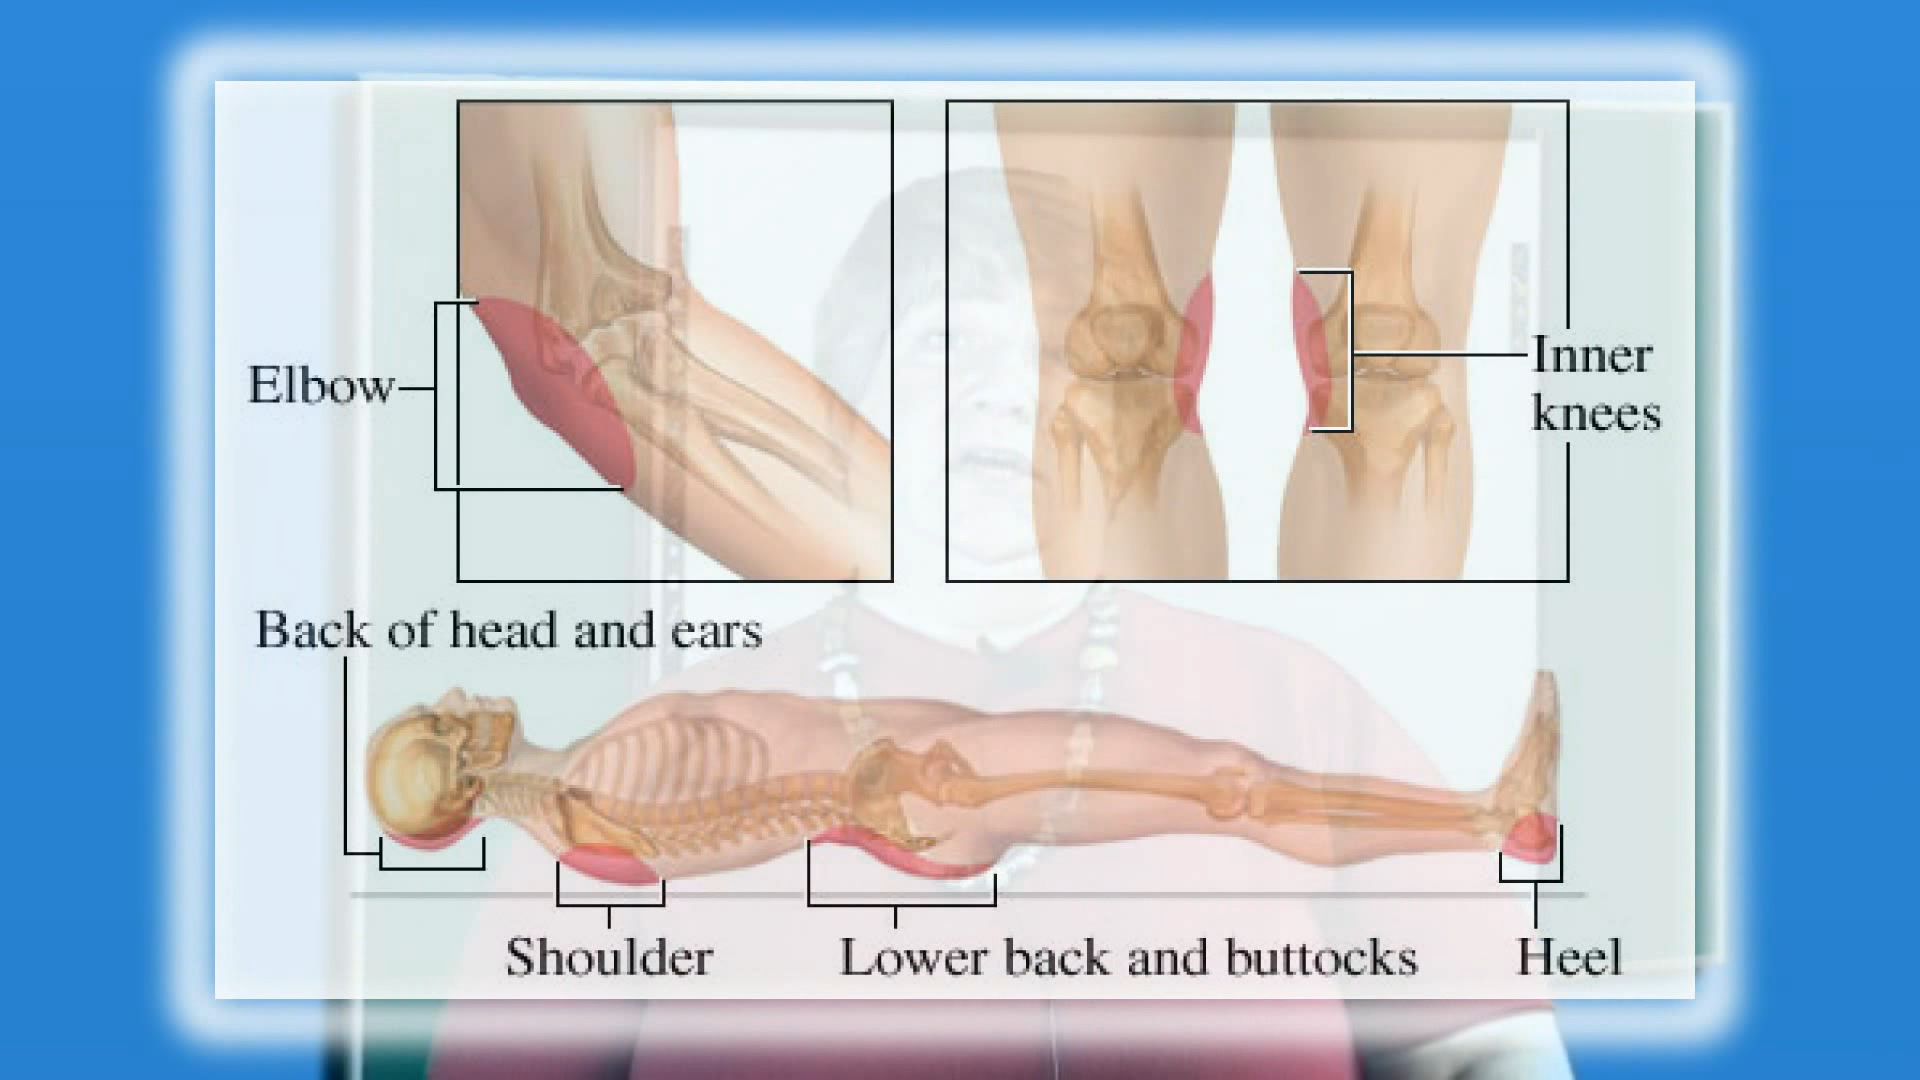 Elbow
Inner
knees
Back of head and ears
Shoulder
Lower back and buttocks
Heel